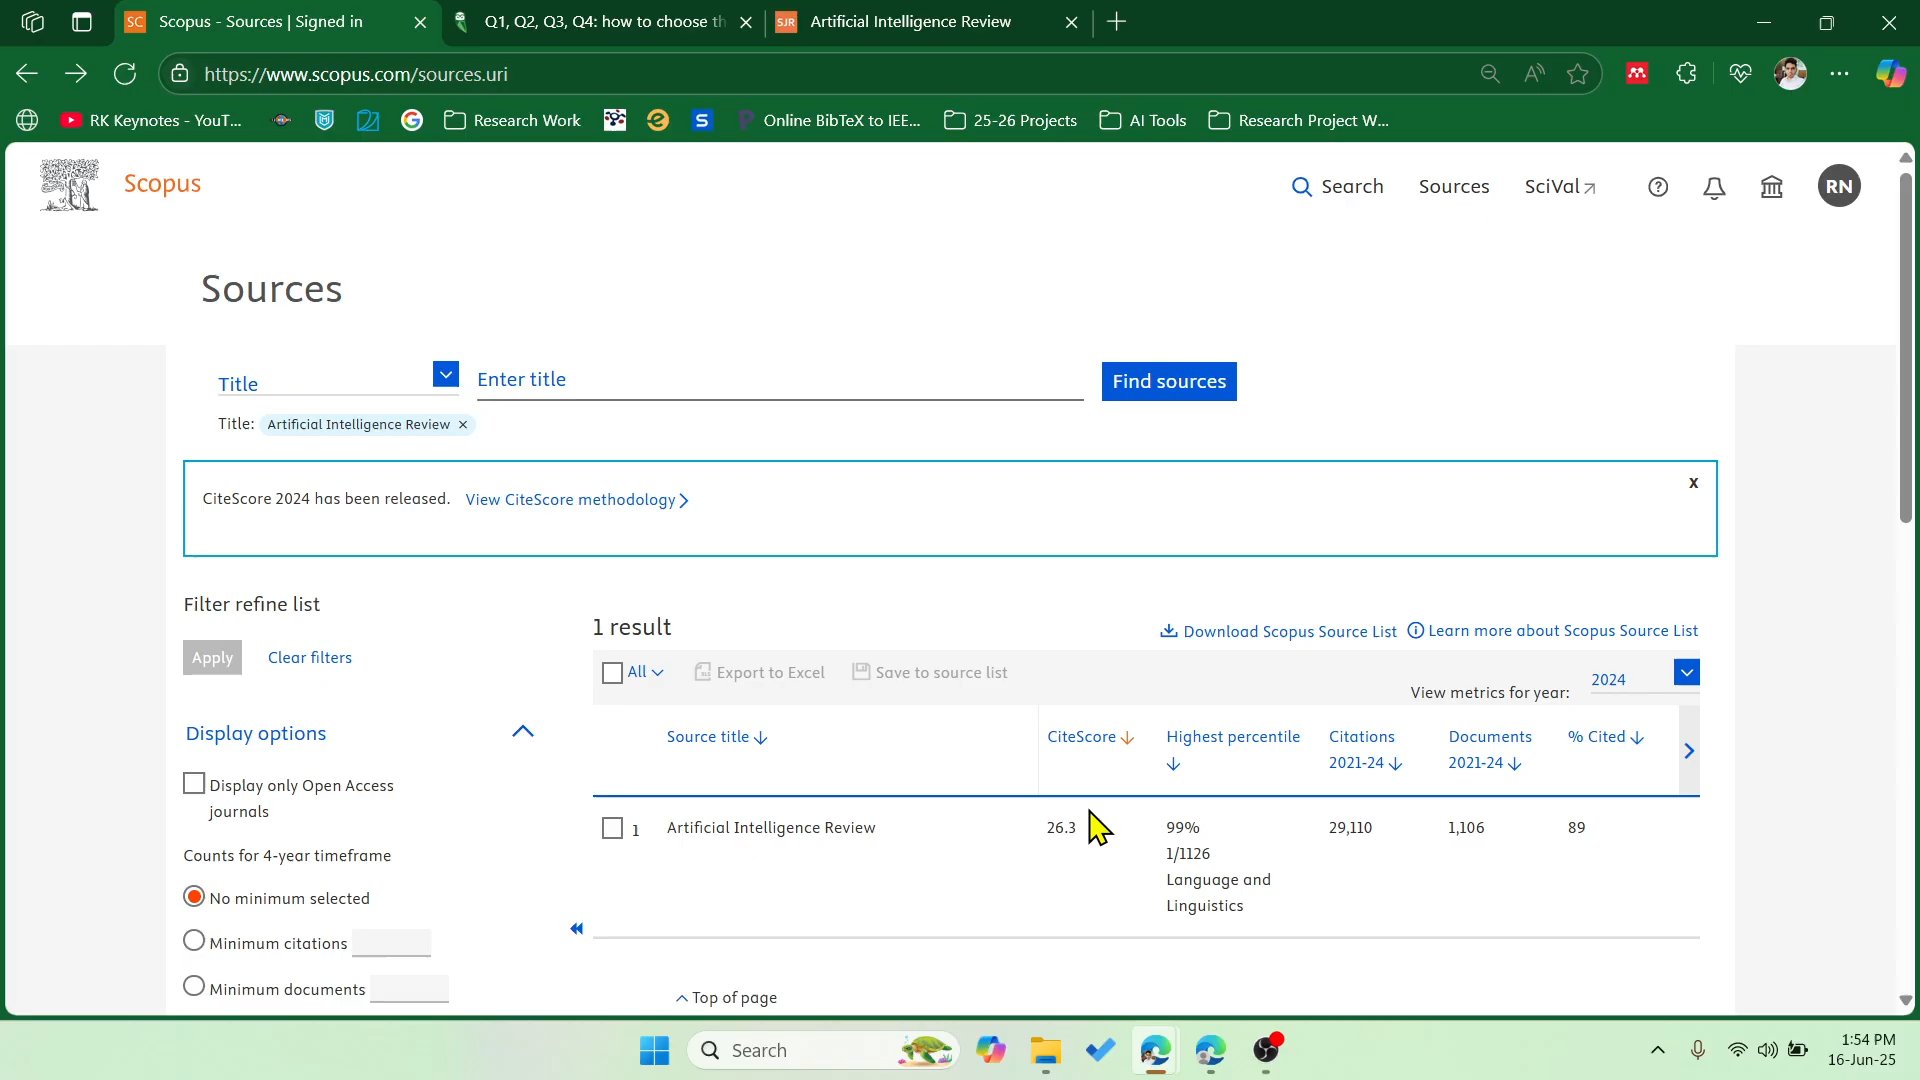 Scopus - Sources | Signed in
Q1, Q2, Q3, Q4: how to choose th
SJR
Artificial Intelligence Review
https://www.scopus.com/sources.uri
RK Keynotes - YouT...
Research Work
Online BibTeX to IEE...
25-26 Projects
AI Tools
Research Project W...
Scopus
Search
Sources
SciVal
RN
Sources
Title
Enter title
Find sources
Title: Artificial Intelligence Review ×
CiteScore 2024 has been released. View CiteScore methodology
x
Filter refine list
1 result
Download Scopus Source List
Learn more about Scopus Source List
Apply
Clear filters
All
Export to Excel
Save to source list
View metrics for year:
2024
Display options
Source title
CiteScore
Highest percentile
Citations
2021-24
Documents
2021-24
% Cited
Display only Open Access
journals
1
Artificial Intelligence Review
26.3
99%
1/1126
Language and
Linguistics
29,110
1,106
89
Counts for 4-year timeframe
No minimum selected
Minimum citations
Minimum documents
Top of page
Search
1:54 PM
16-Jun-25